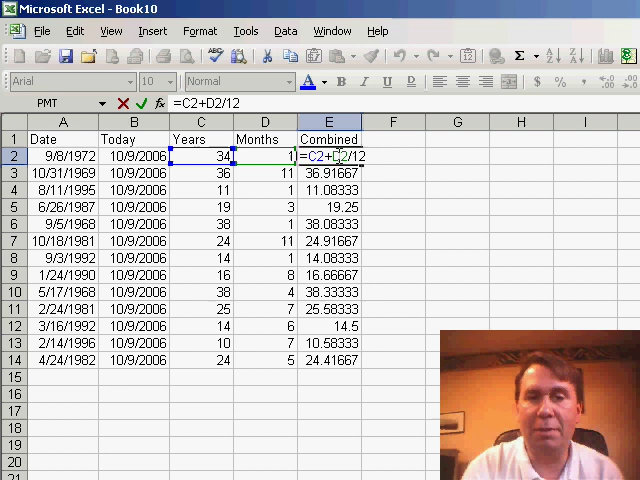 Microsoft Excel - Book10
File Edit View Insert Format Tools Data Window Help
Arial 10 Normal A B I U $ %
PMT =C2+D2/12
A B C D E F G H I
1 Date Today Years Months Combined
2 9/8/1972 10/9/2006 34 1 =C2+D2/12
3 10/31/1969 10/9/2006 36 11 36.91667
4 8/11/1995 10/9/2006 11 1 11.08333
5 6/26/1987 10/9/2006 19 3 19.25
6 9/5/1968 10/9/2006 38 1 38.08333
7 10/18/1981 10/9/2006 24 11 24.91667
8 9/3/1992 10/9/2006 14 1 14.08333
9 1/24/1990 10/9/2006 16 8 16.66667
10 5/17/1968 10/9/2006 38 4 38.33333
11 2/24/1981 10/9/2006 25 7 25.58333
12 3/16/1992 10/9/2006 14 6 14.5
13 2/14/1996 10/9/2006 10 7 10.58333
14 4/24/1982 10/9/2006 24 5 24.41667
15
16
17
18
19
20
21